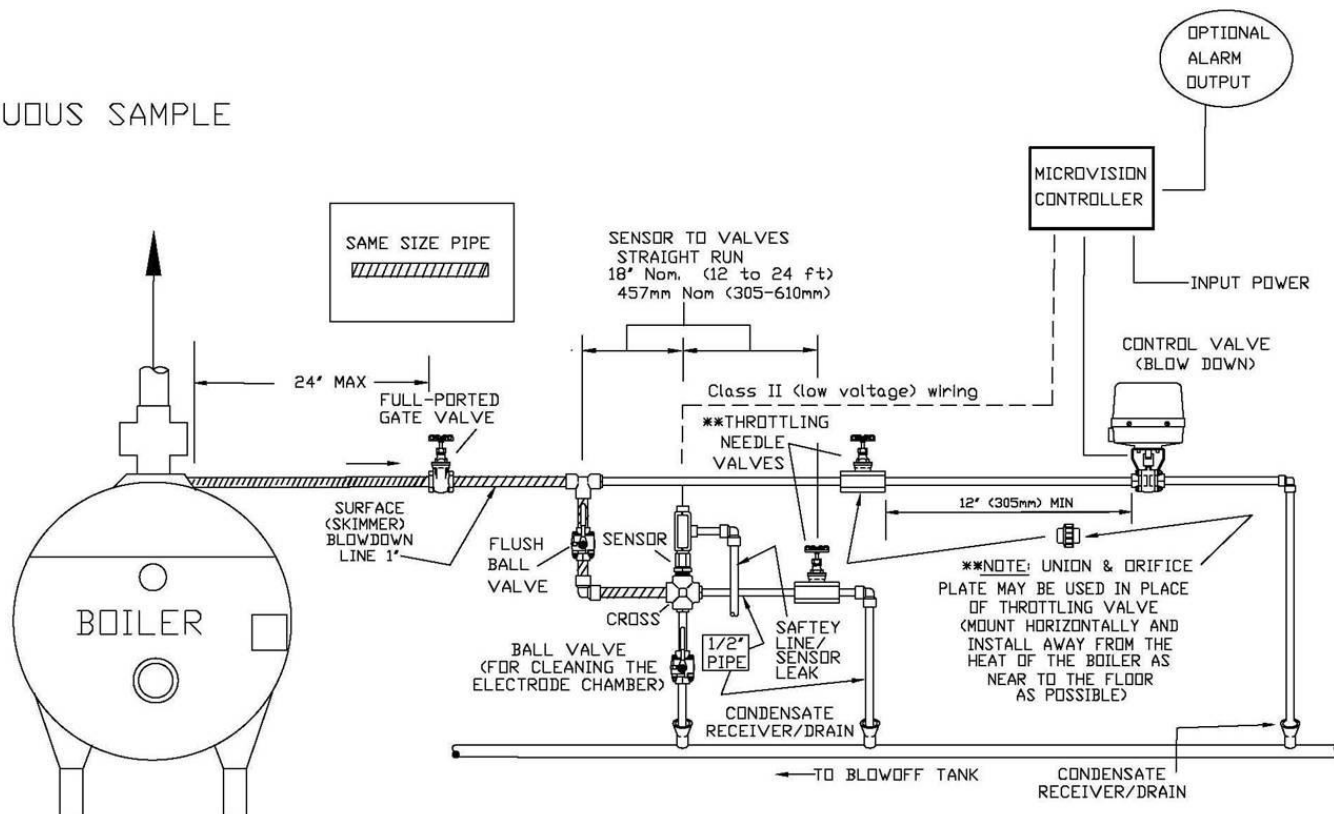 UOUS SAMPLE
OPTIONAL
ALARM
OUTPUT
MICROVISION
CONTROLLER
SAME SIZE PIPE
SENSOR TO VALVES
STRAIGHT RUN
18" Nom. (12 to 24 ft)
457mm Nom (305-610mm)
INPUT POWER
CONTROL VALVE
(BLOW DOWN)
24" MAX
FULL-PORTED
GATE VALVE
Class II (low voltage) wiring
**THROTTLING
NEEDLE
VALVES
SURFACE
(SKIMMER)
BLOWDOWN
LINE 1"
FLUSH
BALL
VALVE
SENSOR
12" (305mm) MIN
**NOTE: UNION & ORIFICE
PLATE MAY BE USED IN PLACE
OF THROTTLING VALVE
(MOUNT HORIZONTALLY AND
INSTALL AWAY FROM THE
HEAT OF THE BOILER AS
NEAR TO THE FLOOR
AS POSSIBLE)
BOILER
CROSS
BALL VALVE
(FOR CLEANING THE
ELECTRODE CHAMBER)
1/2"
PIPE
SAFTEY
LINE/
SENSOR
LEAK
CONDENSATE
RECEIVER/DRAIN
TO BLOWOFF TANK
CONDENSATE
RECEIVER/DRAIN